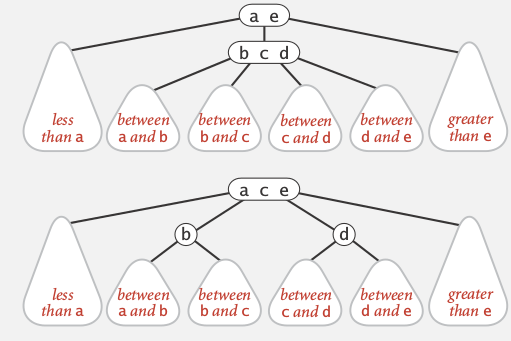 a e
b c d
less
than a
between
a and b
between
b and c
between
c and d
between
d and e
greater
than e
a c e
b
d
less
than a
between
a and b
between
b and c
between
c and d
between
d and e
greater
than e